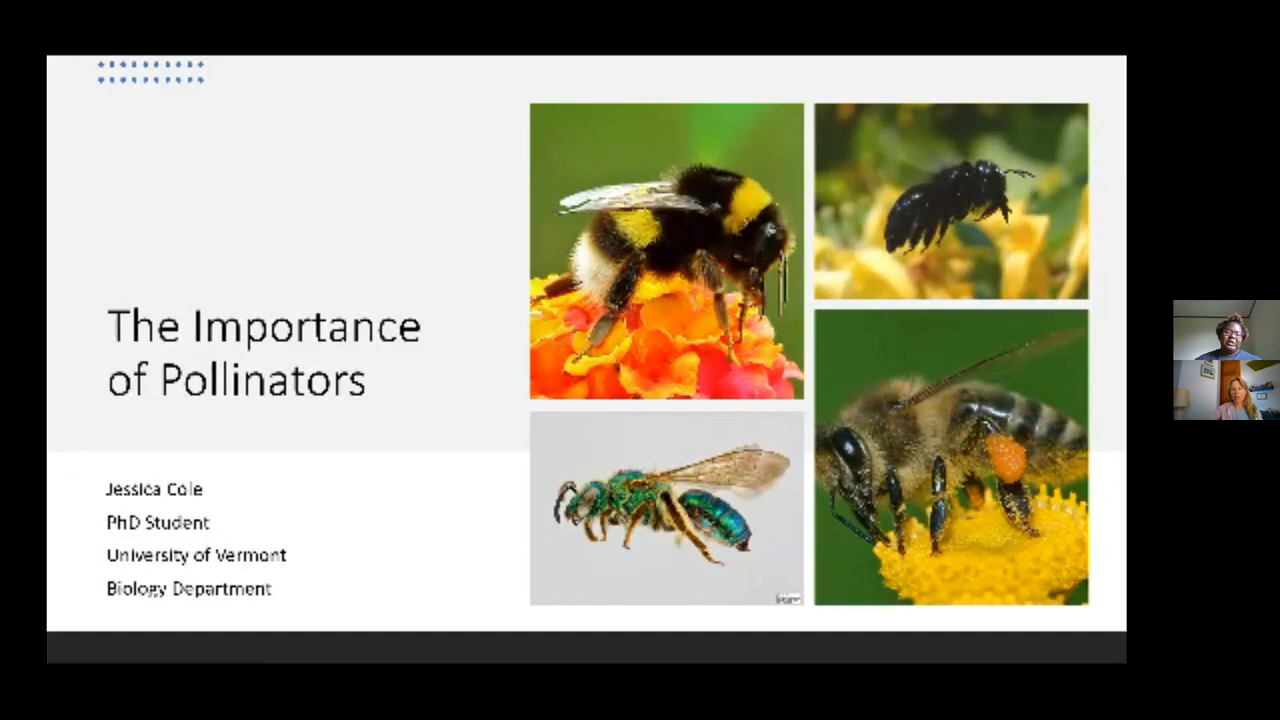 The Importance
of Pollinators
Jessica Cole
PhD Student
University of Vermont
Biology Department